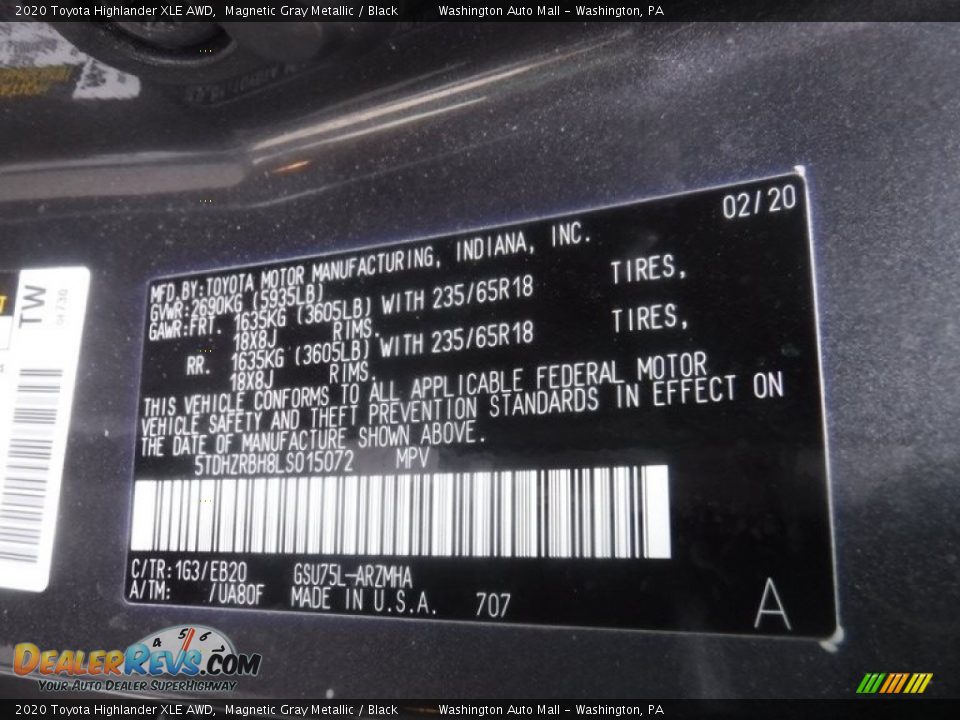 2020 Toyota Highlander XLE AWD,  Magnetic Gray Metallic / Black        Washington Auto Mall - Washington, PA
02/20
MFD.BY:TOYOTA MOTOR MANUFACTURING, INDIANA, INC.
GVWR:2690KG (5935LB)
GAWR:FRT. 1635KG (3605LB) WITH 235/65R18 TIRES,
18X8J RIMS.
RR. 1635KG (3605LB) WITH 235/65R18 TIRES,
18X8J RIMS.
THIS VEHICLE CONFORMS TO ALL APPLICABLE FEDERAL MOTOR
VEHICLE SAFETY AND THEFT PREVENTION STANDARDS IN EFFECT ON
THE DATE OF MANUFACTURE SHOWN ABOVE.
5TDHZRBH8LS015072 MPV
C/TR:1G3/EB20 GSU75L-ARZMHA
A/TM: /UA80F MADE IN U.S.A. 707
A
TW
4 5 6
DEALERREVS.COM
YOUR AUTO DEALER SUPERHIGHWAY
2020 Toyota Highlander XLE AWD,  Magnetic Gray Metallic / Black        Washington Auto Mall - Washington, PA